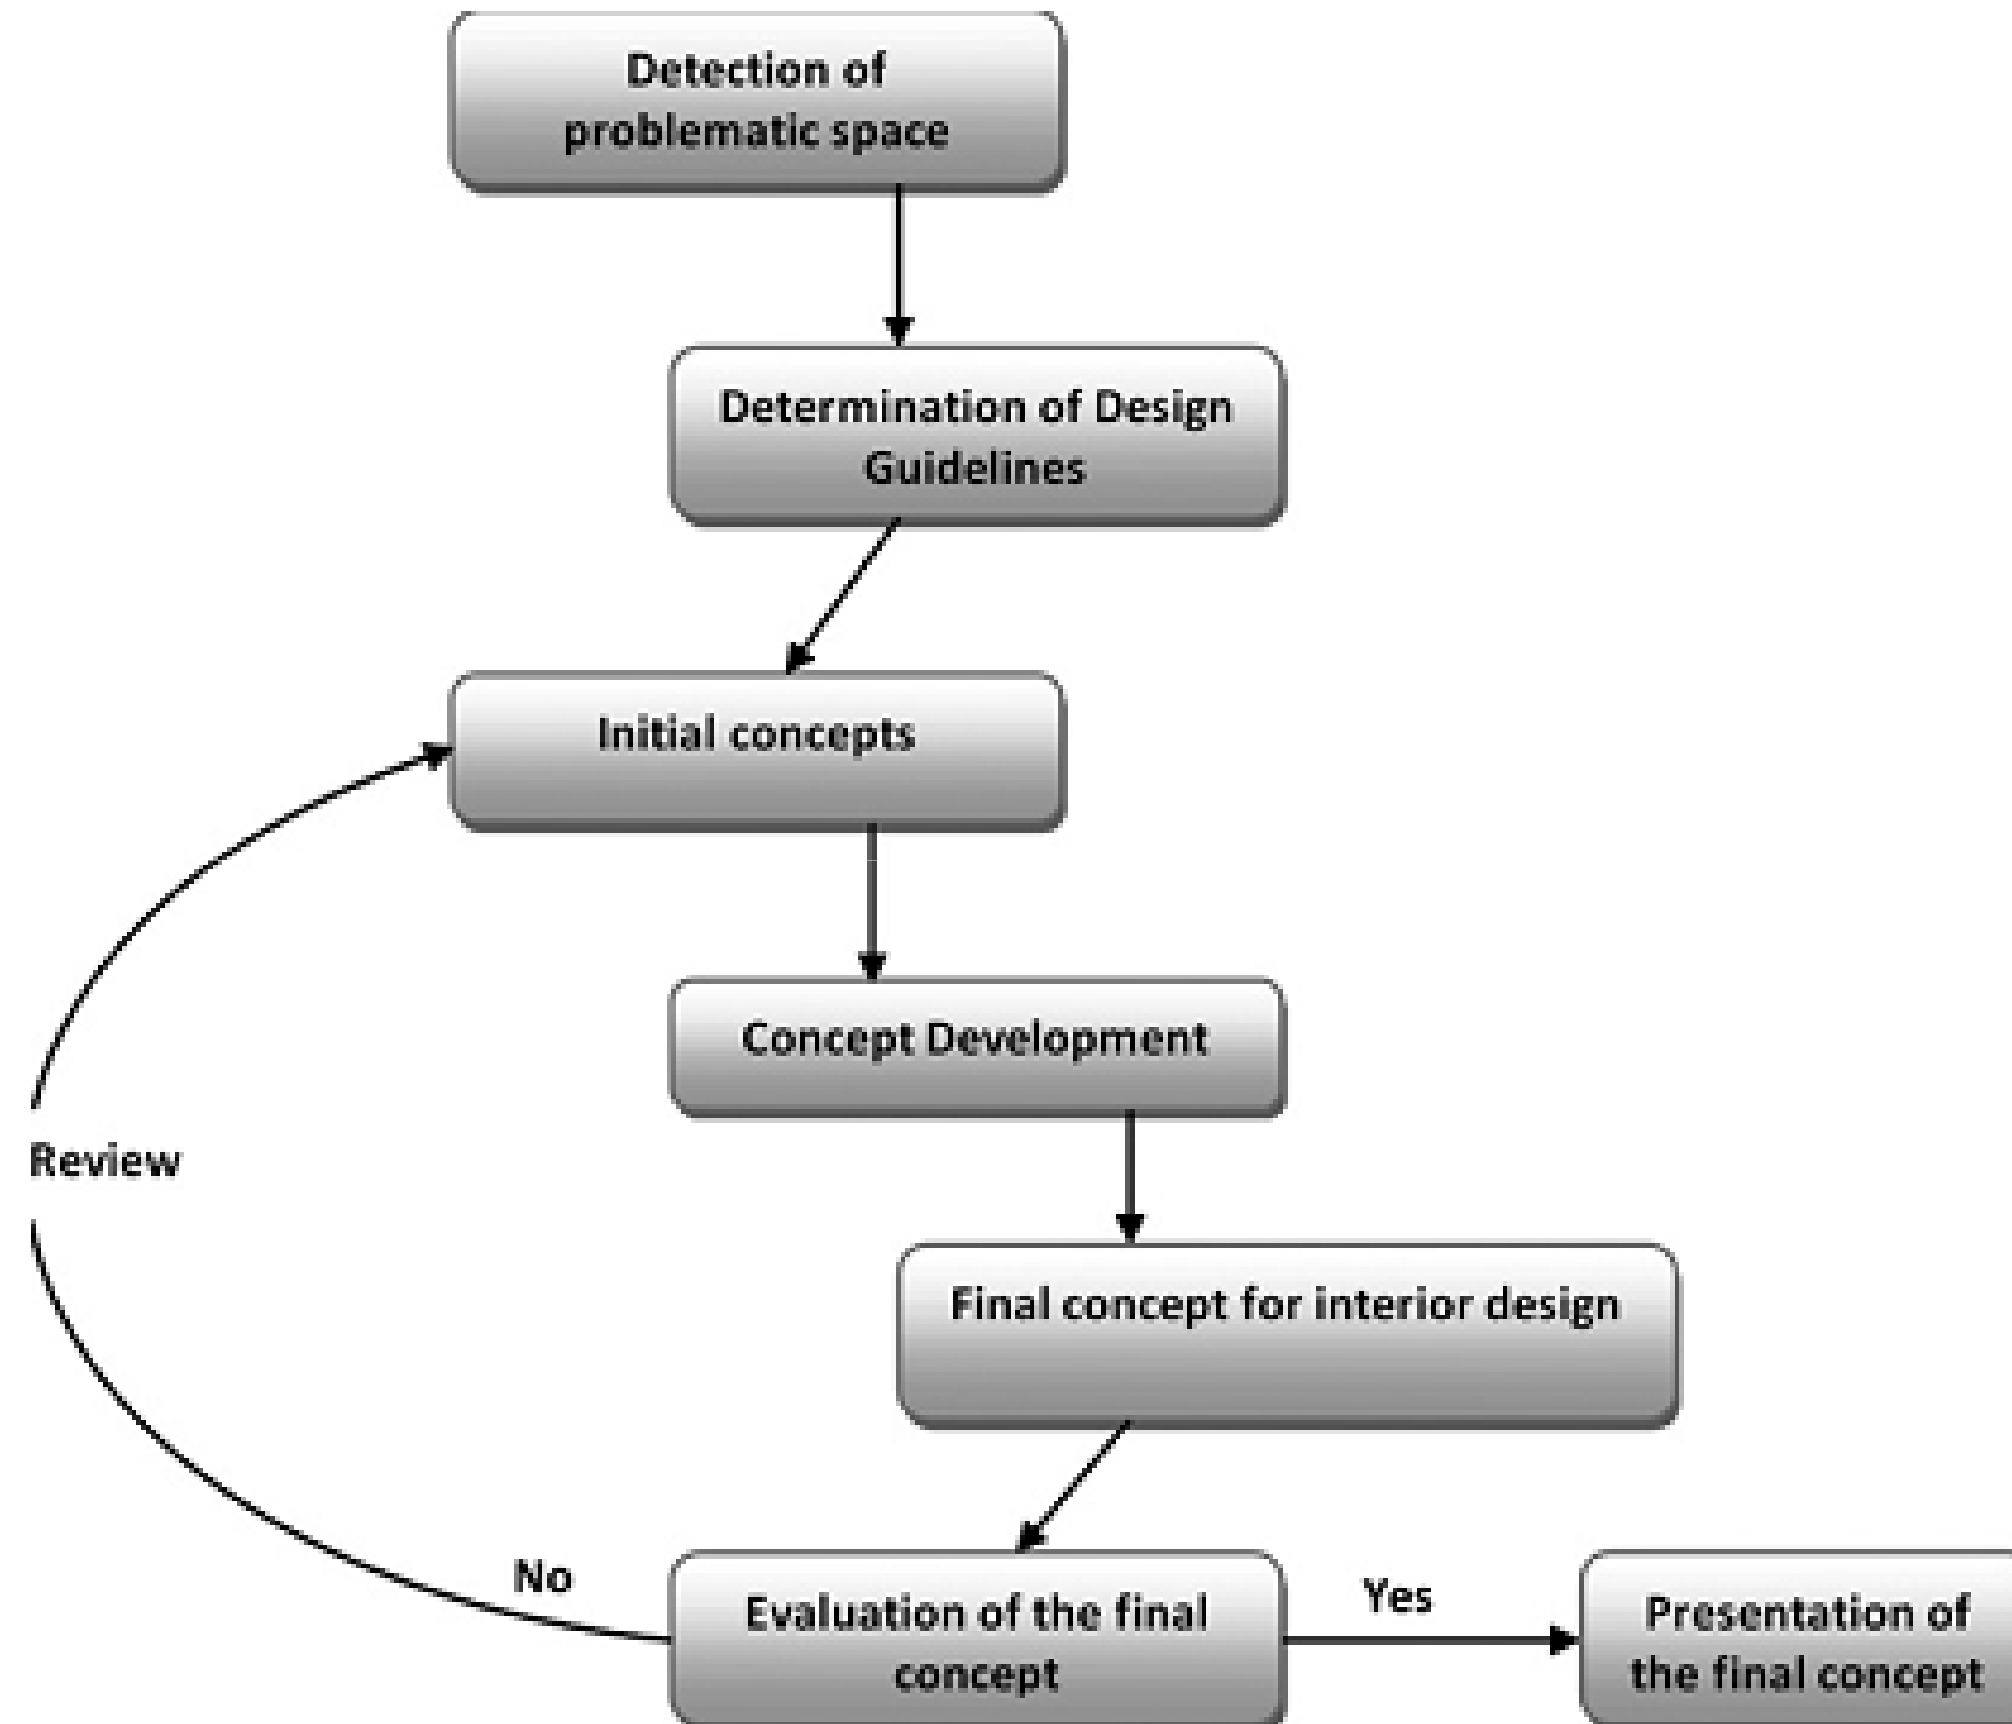 Detection of
problematic space
Determination of Design
Guidelines
Initial concepts
Concept Development
Review
Final concept for interior design
No
Evaluation of the final
concept
Yes
Presentation of
the final concept